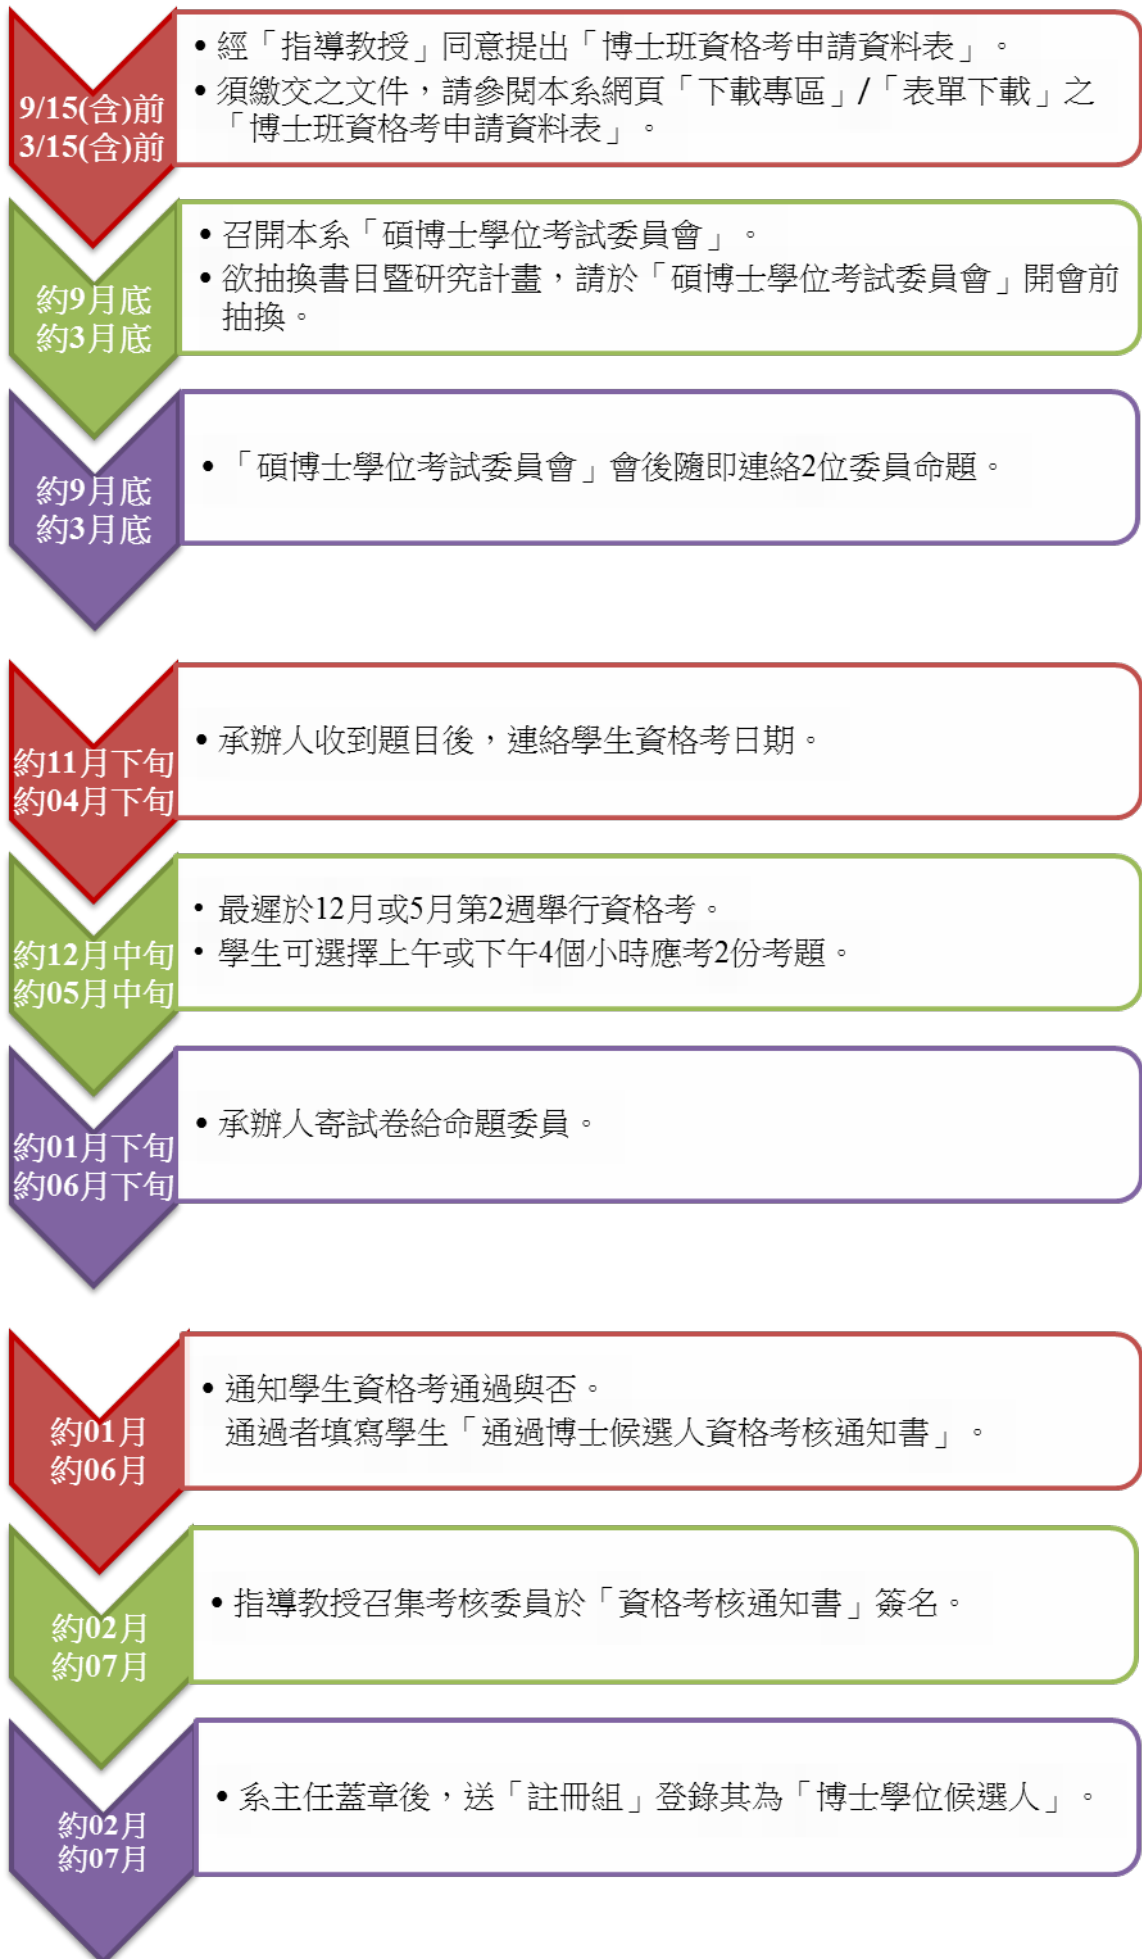 9/15(含)前
3/15(含)前
• 經「指導教授」同意提出「博士班資格考申請資料表」。
• 須繳交之文件，請參閱本系網頁「下載專區」/「表單下載」之
「博士班資格考申請資料表」。
約9月底
約3月底
• 召開本系「碩博士學位考試委員會」。
• 欲抽換書目暨研究計畫，請於「碩博士學位考試委員會」開會前
抽換。
約9月底
約3月底
• 「碩博士學位考試委員會」會後隨即連絡2位委員命題。
約11月下旬
約04月下旬
• 承辦人收到題目後，連絡學生資格考日期。
約12月中旬
約05月中旬
• 最遲於12月或5月第2週舉行資格考。
• 學生可選擇上午或下午4個小時應考2份考題。
約01月下旬
約06月下旬
• 承辦人寄試卷給命題委員。
約01月
約06月
• 通知學生資格考通過與否。
通過者填寫學生「通過博士候選人資格考核通知書」。
約02月
約07月
• 指導教授召集考核委員於「資格考核通知書」簽名。
約02月
約07月
• 系主任蓋章後，送「註冊組」登錄其為「博士學位候選人」。